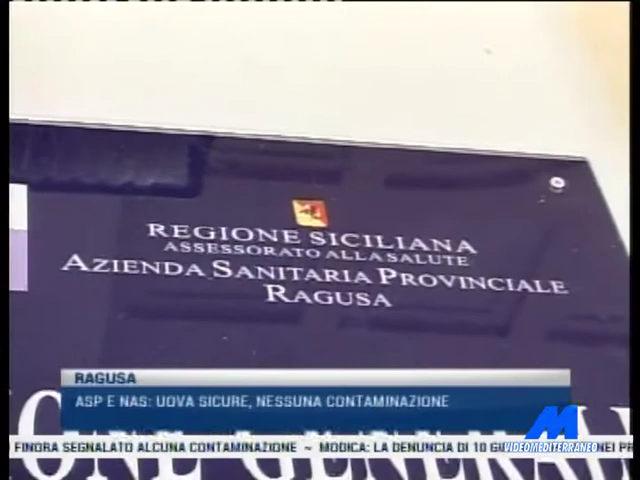 REGIONE SICILIANA
ASSESSORATO ALLA SALUTE
AZIENDA SANITARIA PROVINCIALE
RAGUSA
RAGUSA
ASP E NAS: UOVA SICURE, NESSUNA CONTAMINAZIONE
VIDEOMEDITERRANEO
FINORA SEGNALATO ALCUNA CONTAMINAZIONE ~ MODICA: LA DENUNCIA DI 10